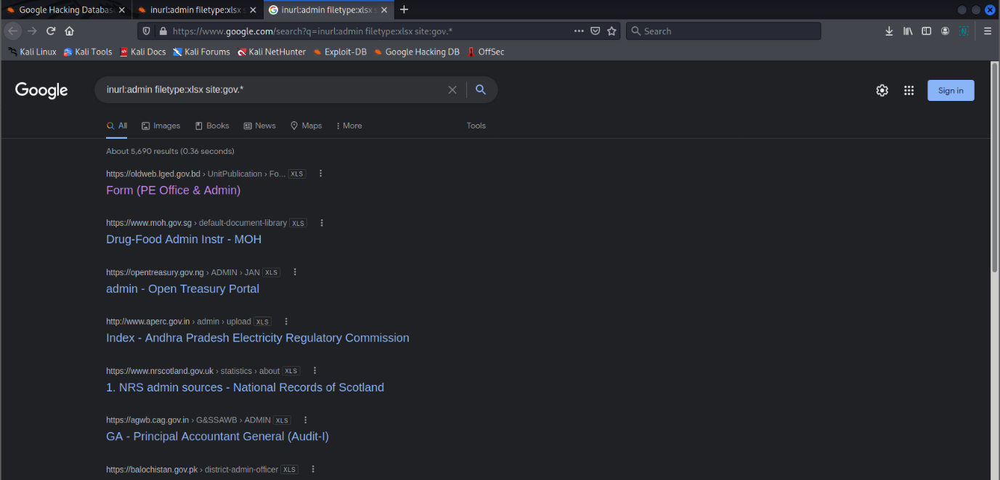 Google Hacking Databas
inurl:admin filetype:xlsx s
inurl:admin filetype:xlsx s
https://www.google.com/search?q=inurl:admin filetype:xlsx site:gov.*
Search
Kali Linux Kali Tools Kali Docs Kali Forums Kali NetHunter Exploit-DB Google Hacking DB OffSec
Google
inurl:admin filetype:xlsx site:gov.*
Sign in
All Images Books News Maps More Tools
About 5,690 results (0.36 seconds)
https://oldweb.lged.gov.bd › UnitPublication › Fo... XLS
Form (PE Office & Admin)
https://www.moh.gov.sg › default-document-library XLS
Drug-Food Admin Instr - MOH
https://opentreasury.gov.ng › ADMIN › JAN XLS
admin - Open Treasury Portal
http://www.aperc.gov.in › admin › upload XLS
Index - Andhra Pradesh Electricity Regulatory Commission
https://www.nrscotland.gov.uk › statistics › about XLS
1. NRS admin sources - National Records of Scotland
https://agwb.cag.gov.in › G&SSAWB › ADMIN XLS
GA - Principal Accountant General (Audit-I)
https://balochistan.gov.pk › district-admin-officer XLS